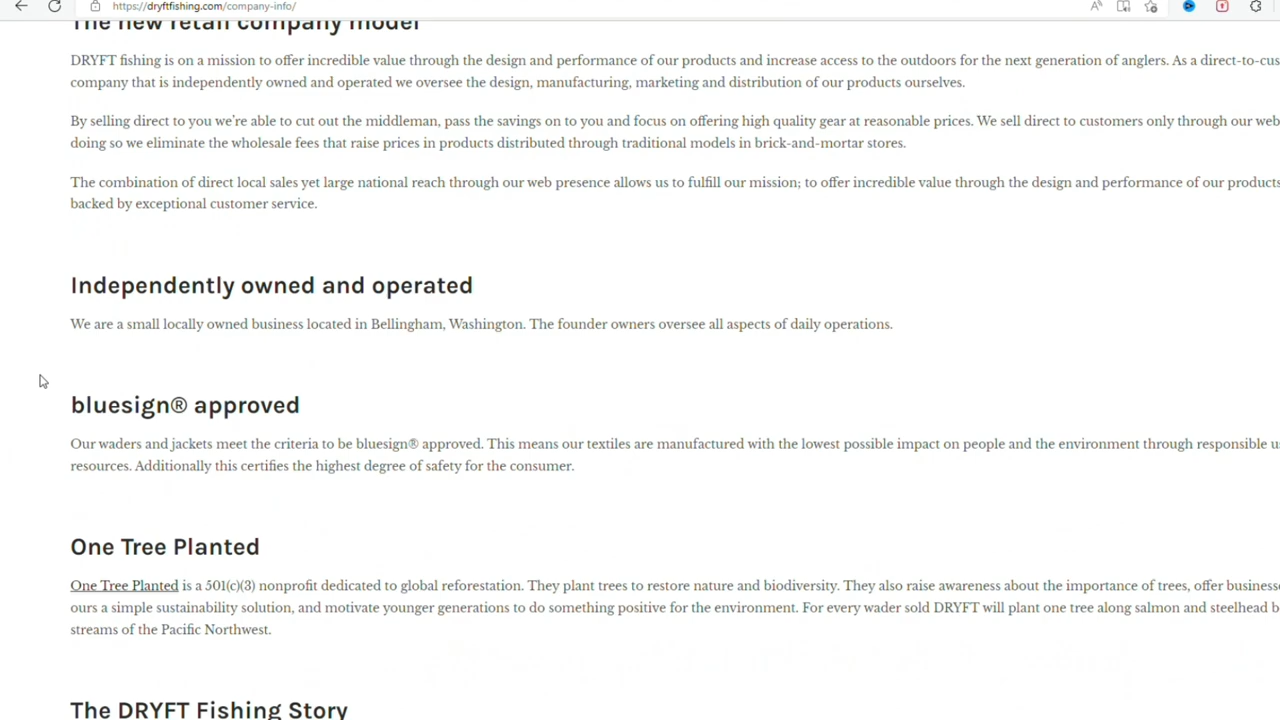 https://dryftfishing.com/company-info/
The new retail company model
DRYFT fishing is on a mission to offer incredible value through the design and performance of our products and increase access to the outdoors for the next generation of anglers. As a direct-to-cus
company that is independently owned and operated we oversee the design, manufacturing, marketing and distribution of our products ourselves.
By selling direct to you we're able to cut out the middleman, pass the savings on to you and focus on offering high quality gear at reasonable prices. We sell direct to customers only through our web
doing so we eliminate the wholesale fees that raise prices in products distributed through traditional models in brick-and-mortar stores.
The combination of direct local sales yet large national reach through our web presence allows us to fulfill our mission; to offer incredible value through the design and performance of our products
backed by exceptional customer service.
Independently owned and operated
We are a small locally owned business located in Bellingham, Washington. The founder owners oversee all aspects of daily operations.
bluesign® approved
Our waders and jackets meet the criteria to be bluesign® approved. This means our textiles are manufactured with the lowest possible impact on people and the environment through responsible u
resources. Additionally this certifies the highest degree of safety for the consumer.
One Tree Planted
One Tree Planted is a 501(c)(3) nonprofit dedicated to global reforestation. They plant trees to restore nature and biodiversity. They also raise awareness about the importance of trees, offer businesse
ours a simple sustainability solution, and motivate younger generations to do something positive for the environment. For every wader sold DRYFT will plant one tree along salmon and steelhead b
streams of the Pacific Northwest.
The DRYFT Fishing Story